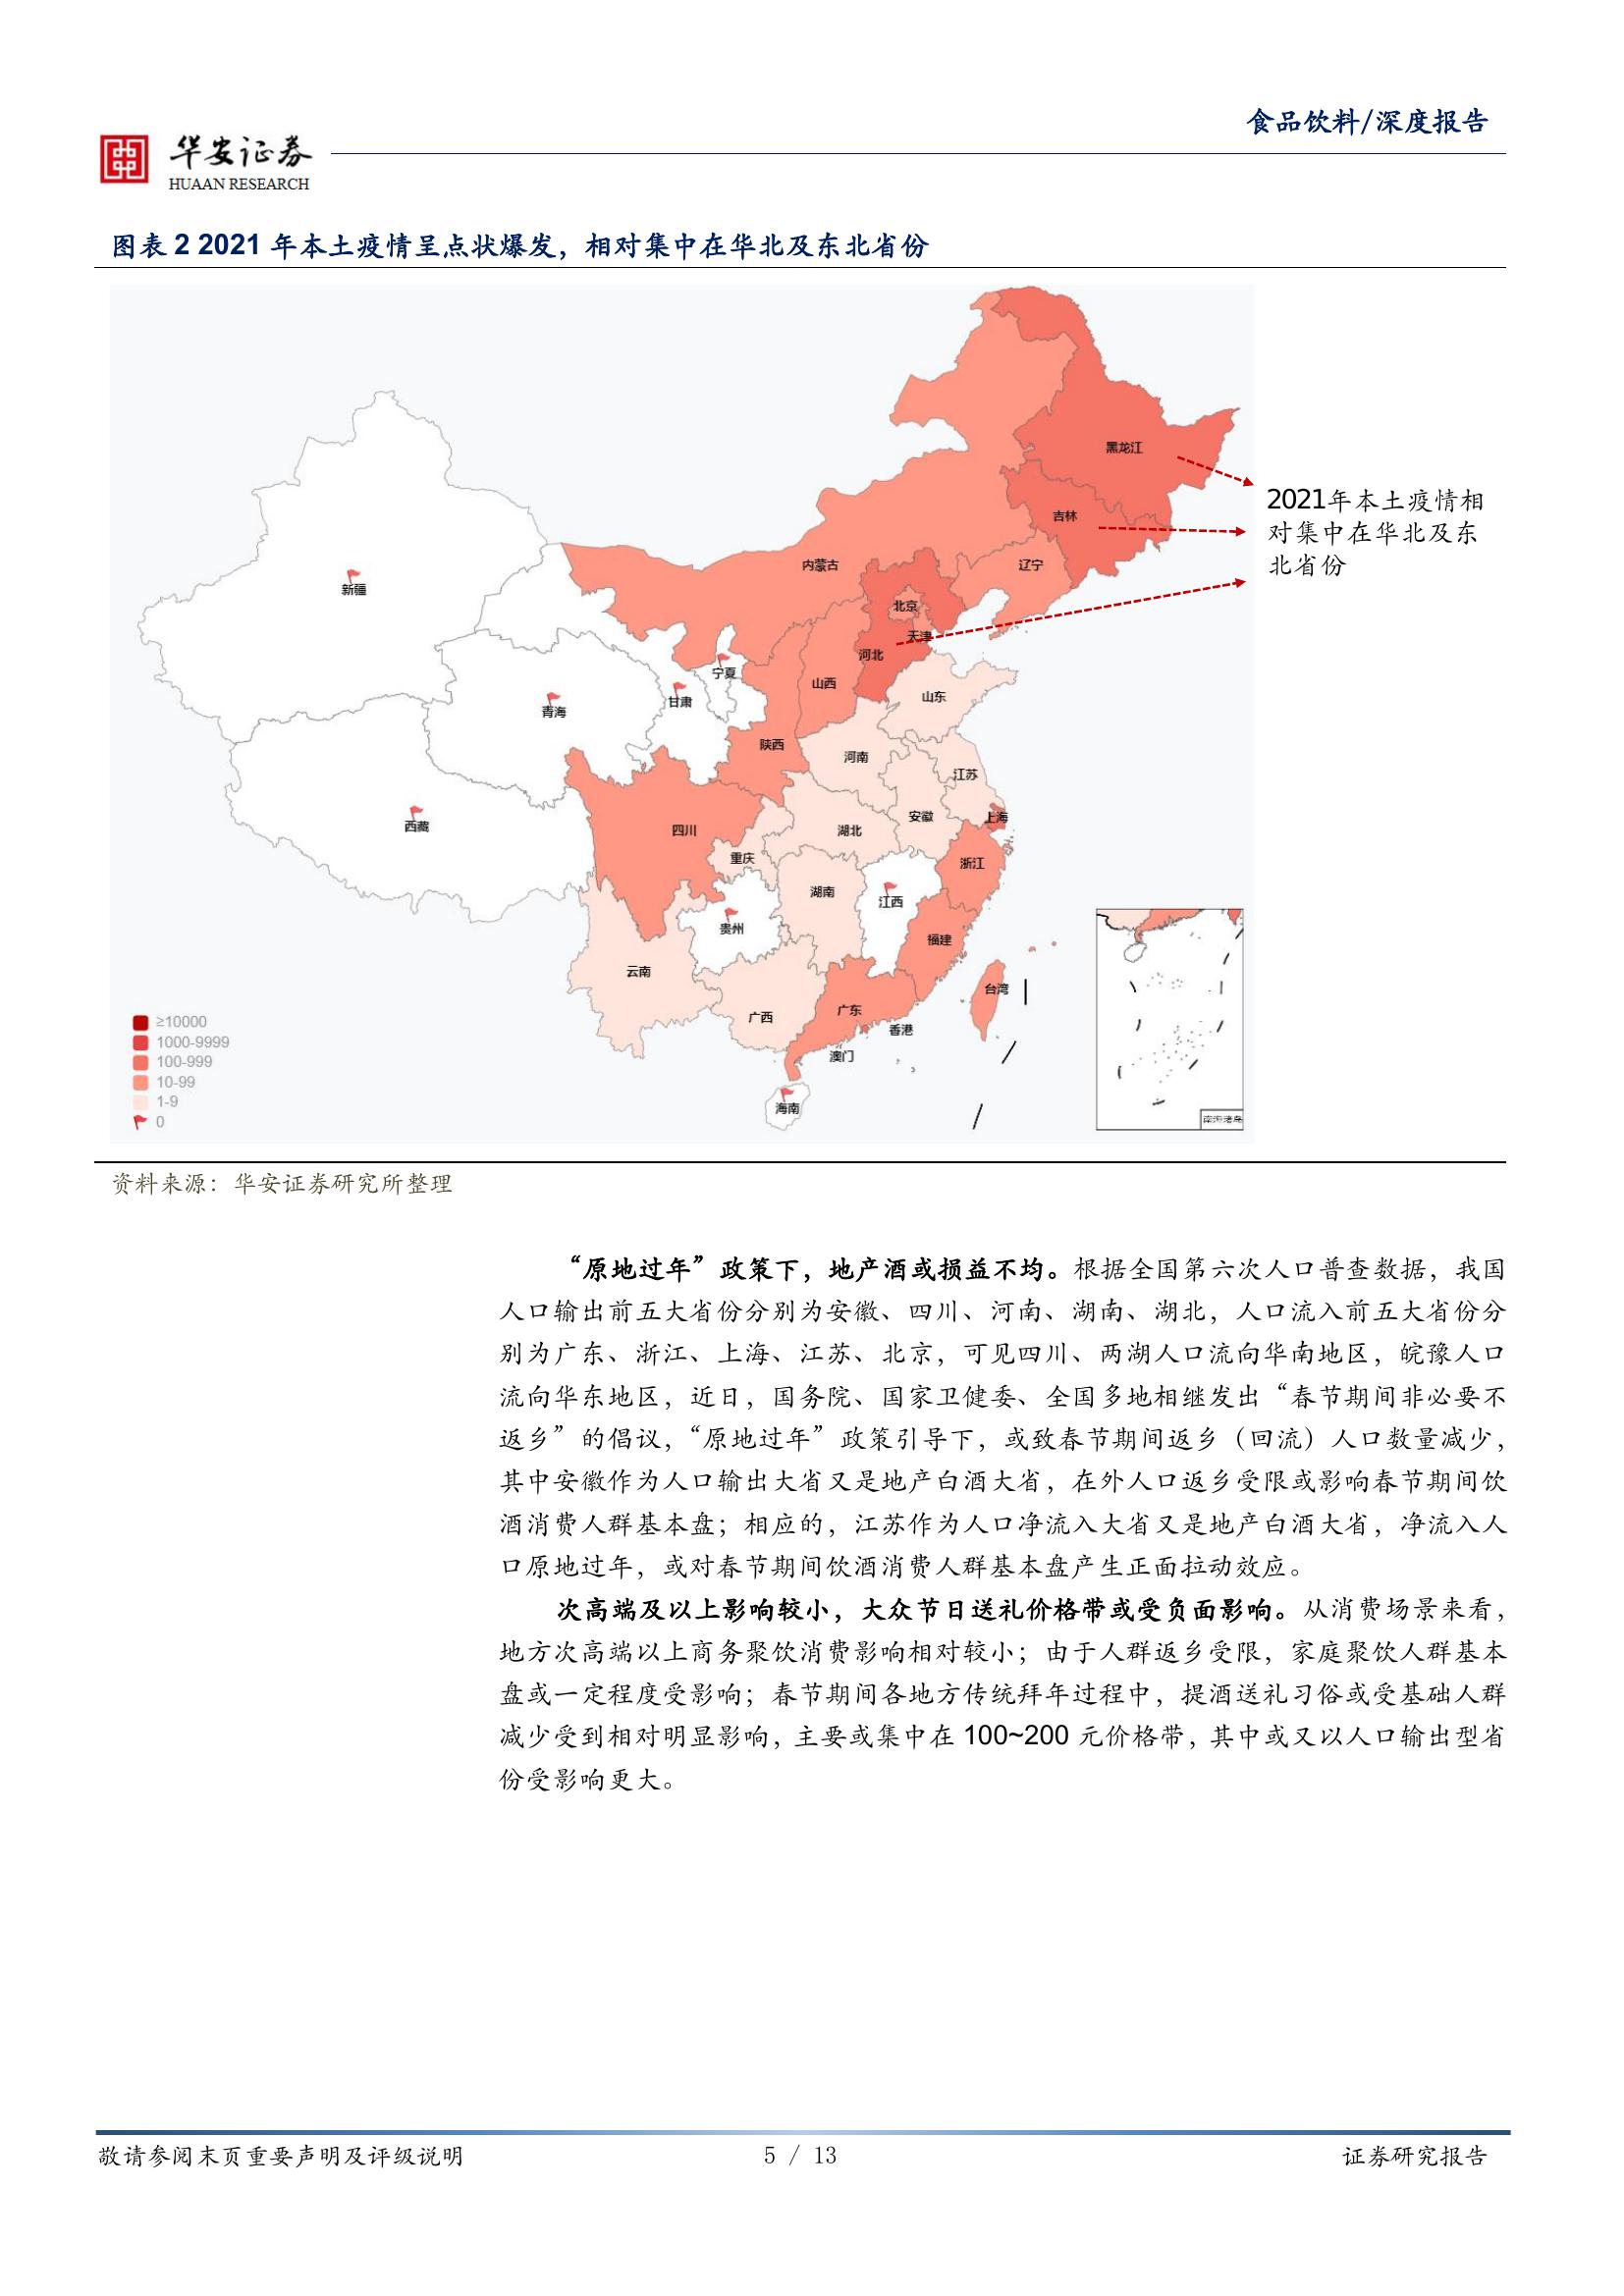 食品饮料/深度报告
华安证券
HUAAN RESEARCH
图表 2 2021 年本土疫情呈点状爆发，相对集中在华北及东北省份
黑龙江
2021年本土疫情相
对集中在华北及东
北省份
吉林
内蒙古
辽宁
新疆
北京
天津
河北
宁夏
山西
甘肃
山东
青海
陕西
河南
江苏
西藏
四川
湖北
安徽
上海
重庆
浙江
湖南
江西
贵州
福建
云南
台湾
广西
广东
香港
澳门
海南
南海诸岛
≥10000
1000-9999
100-999
10-99
1-9
0
资料来源：华安证券研究所整理
“原地过年”政策下，地产酒或损益不均。根据全国第六次人口普查数据，我国
人口输出前五大省份分别为安徽、四川、河南、湖南、湖北，人口流入前五大省份分
别为广东、浙江、上海、江苏、北京，可见四川、两湖人口流向华南地区，皖豫人口
流向华东地区，近日，国务院、国家卫健委、全国多地相继发出“春节期间非必要不
返乡”的倡议，“原地过年”政策引导下，或致春节期间返乡（回流）人口数量减少，
其中安徽作为人口输出大省又是地产白酒大省，在外人口返乡受限或影响春节期间饮
酒消费人群基本盘；相应的，江苏作为人口净流入大省又是地产白酒大省，净流入人
口原地过年，或对春节期间饮酒消费人群基本盘产生正面拉动效应。
次高端及以上影响较小，大众节日送礼价格带或受负面影响。从消费场景来看，
地方次高端以上商务聚饮消费影响相对较小；由于人群返乡受限，家庭聚饮人群基本
盘或一定程度受影响；春节期间各地方传统拜年过程中，提酒送礼习俗或受基础人群
减少受到相对明显影响，主要或集中在 100~200 元价格带，其中或又以人口输出型省
份受影响更大。
敬请参阅末页重要声明及评级说明
5 / 13
证券研究报告